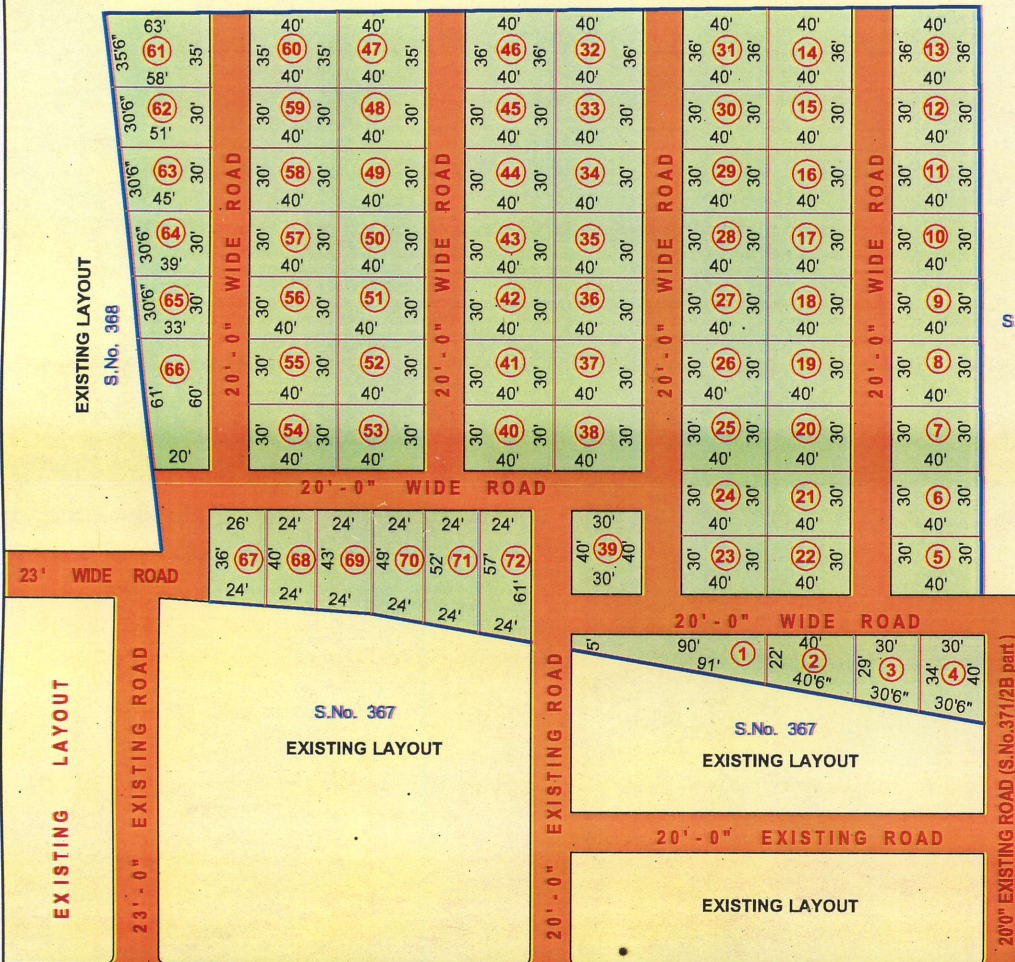 63' 40' 40' 40' 40' 40' 40' 40'
35'6" 61 35' 35' 60 35' 47 35' 36' 46 36' 32 36' 36' 31 36' 14 36' 36' 13 36'
58' 40' 40' 40' 40' 40' 40' 40'
30'6" 62 30' 30' 59 30' 48 30' 30' 45 30' 33 30' 30' 30 30' 15 30' 30' 12 30'
51' 40' 40' 40' 40' 40' 40' 40'
30'6" 63 30' 30' 58 30' 49 30' 30' 44 30' 34 30' 30' 29 30' 16 30' 30' 11 30'
45' 40' 40' 40' 40' 40' 40' 40'
30'6" 64 30' 30' 57 30' 50 30' 30' 43 30' 35 30' 30' 28 30' 17 30' 30' 10 30'
39' 40' 40' 40' 40' 40' 40' 40'
30'6" 65 30' 30' 56 30' 51 30' 30' 42 30' 36 30' 30' 27 30' 18 30' 30' 9 30'
33' 40' 40' 40' 40' 40' 40' 40'
61' 66 60' 30' 55 30' 52 30' 30' 41 30' 37 30' 30' 26 30' 19 30' 30' 8 30'
40' 40' 40' 40' 40' 40' 40'
30' 54 30' 53 30' 30' 40 30' 38 30' 30' 25 30' 20 30' 30' 7 30'
20' 40' 40' 40' 40' 40' 40' 40'
30' 24 30' 21 30' 30' 6 30'
40' 40' 40'
30' 23 30' 22 30' 30' 5 30'
40' 40' 40'
20'-0" WIDE ROAD
20'-0" WIDE ROAD
20'-0" WIDE ROAD
20'-0" WIDE ROAD
EXISTING LAYOUT
S.No. 368
S
20'-0" WIDE ROAD
26' 24' 24' 24' 24' 24' 30'
36' 67 40' 68 43' 69 49' 70 52' 71 57' 72 61' 40' 39 40'
24' 24' 24' 24' 24' 24' 30'
23' WIDE ROAD
20'-0" WIDE ROAD
5' 90' 1 22' 40' 2 29' 30' 3 34' 30' 4 40'
91' 40'6" 30'6" 30'6"
EXISTING LAYOUT
23'-0" EXISTING ROAD
S.No. 367
EXISTING LAYOUT
20'-0" EXISTING ROAD
S.No. 367
EXISTING LAYOUT
20'-0" EXISTING ROAD
EXISTING LAYOUT
20'0" EXISTING ROAD (S.No.371/2B part)